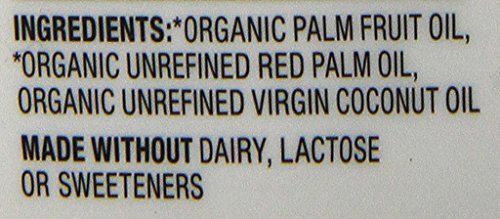 INGREDIENTS:*ORGANIC PALM FRUIT OIL,
*ORGANIC UNREFINED RED PALM OIL,
ORGANIC UNREFINED VIRGIN COCONUT OIL
MADE WITHOUT DAIRY, LACTOSE
OR SWEETENERS